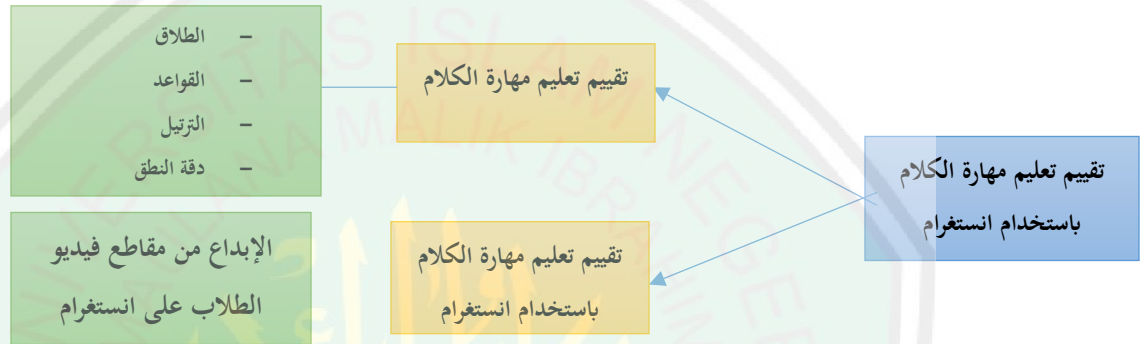 تقييم تعليم مهارة الكلام
باستخدام انستغرام
تقييم تعليم مهارة الكلام
– الطلاق
– القواعد
– الترتيل
– دقة النطق
تقييم تعليم مهارة الكلام
باستخدام انستغرام
الإبداع من مقاطع فيديو
الطلاب على انستغرام